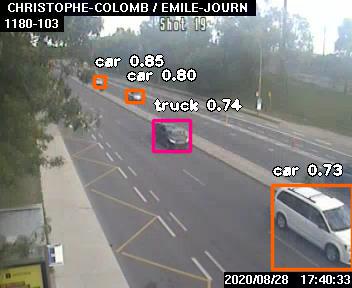 CHRISTOPHE-COLOMB / EMILE-JOURN
1180-103
Shot 19
car 0.85
car 0.80
truck 0.74
car 0.73
2020/08/28 17:40:33